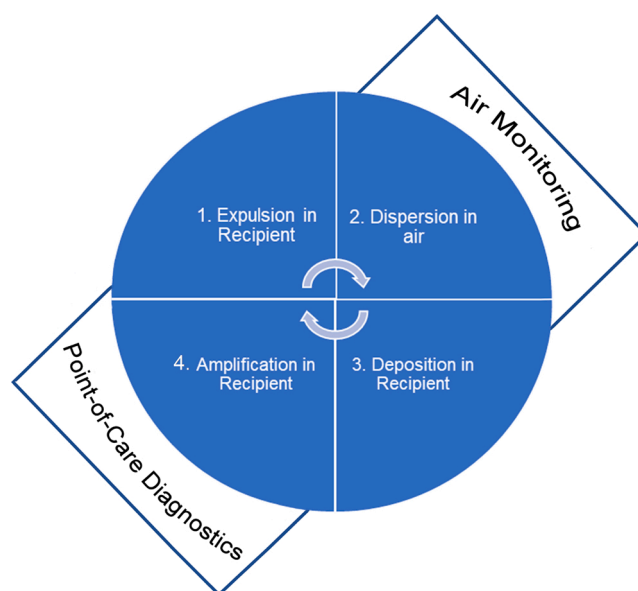 Air Monitoring
1. Expulsion in
Recipient
2. Dispersion in
air
4. Amplification in
Recipient
3. Deposition in
Recipient
Point-of-Care Diagnostics